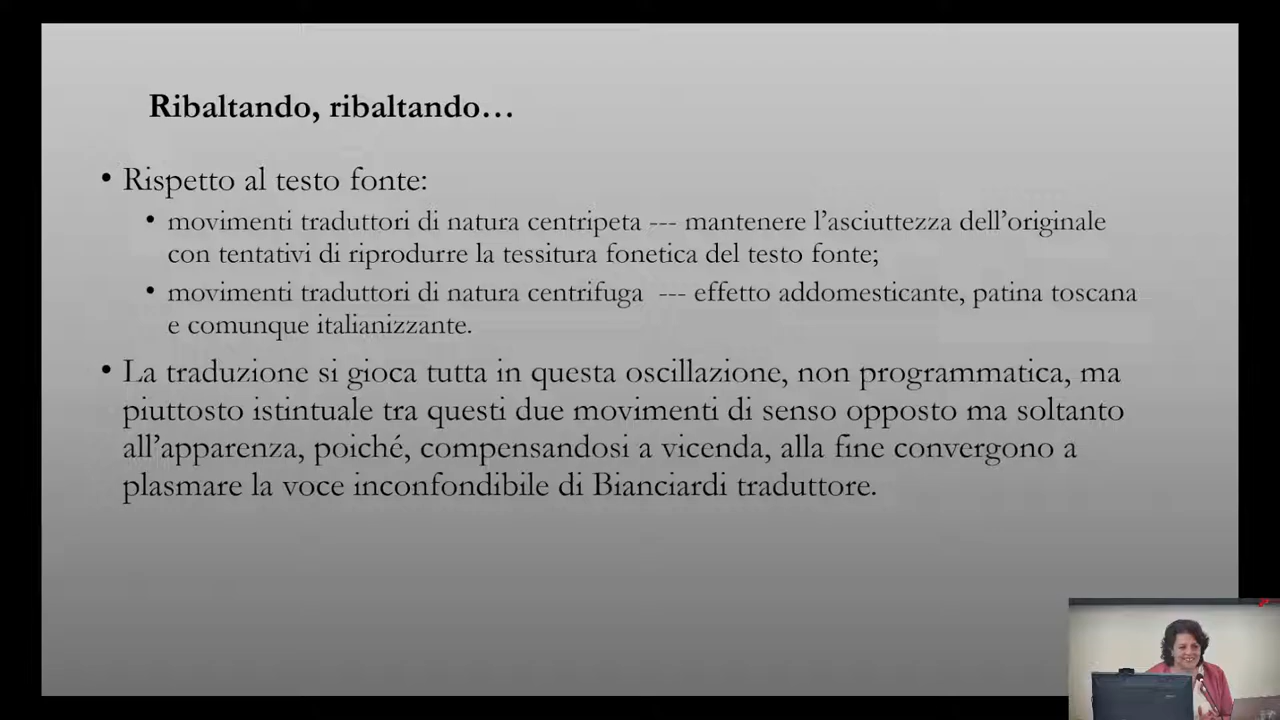 Ribaltando, ribaltando…
• Rispetto al testo fonte:
• movimenti traduttori di natura centripeta --- mantenere l’asciuttezza dell’originale
con tentativi di riprodurre la tessitura fonetica del testo fonte;
• movimenti traduttori di natura centrifuga --- effetto addomesticante, patina toscana
e comunque italianizzante.
• La traduzione si gioca tutta in questa oscillazione, non programmatica, ma
piuttosto istintuale tra questi due movimenti di senso opposto ma soltanto
all’apparenza, poiché, compensandosi a vicenda, alla fine convergono a
plasmare la voce inconfondibile di Bianciardi traduttore.